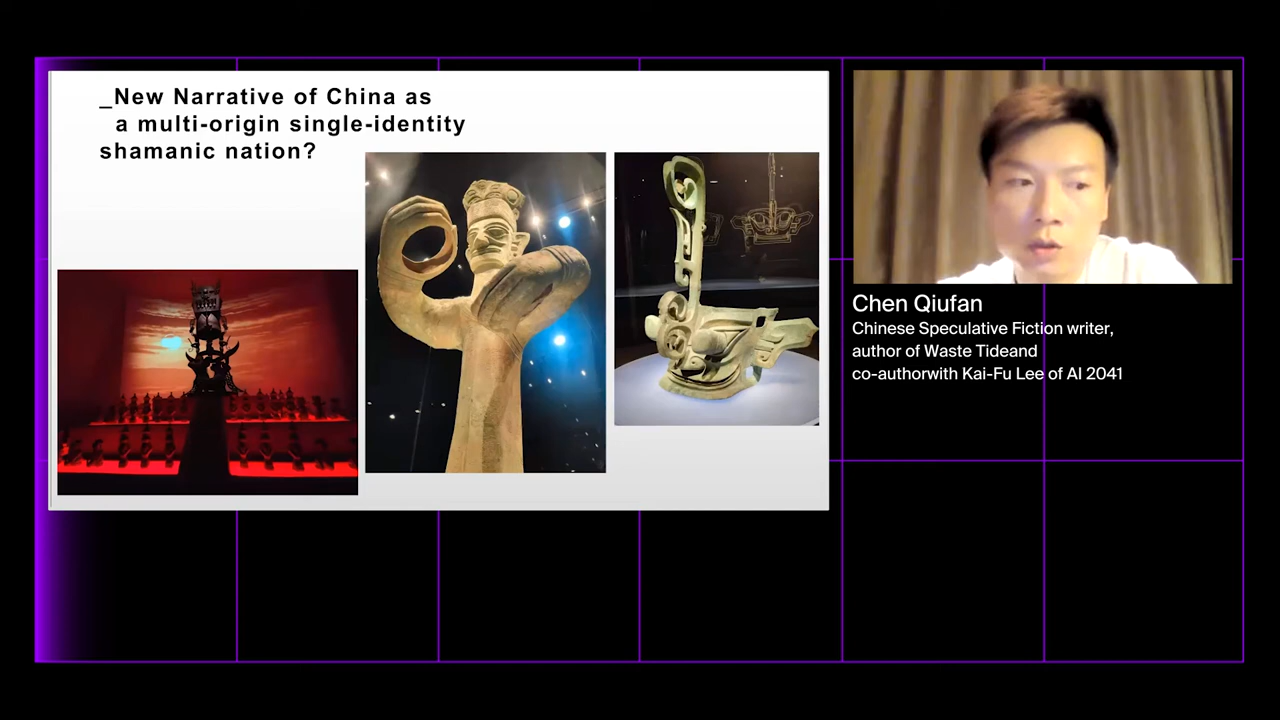 _New Narrative of China as
a multi-origin single-identity
shamanic nation?
Chen Qiufan
Chinese Speculative Fiction writer,
author of Waste Tideand
co-authorwith Kai-Fu Lee of AI 2041